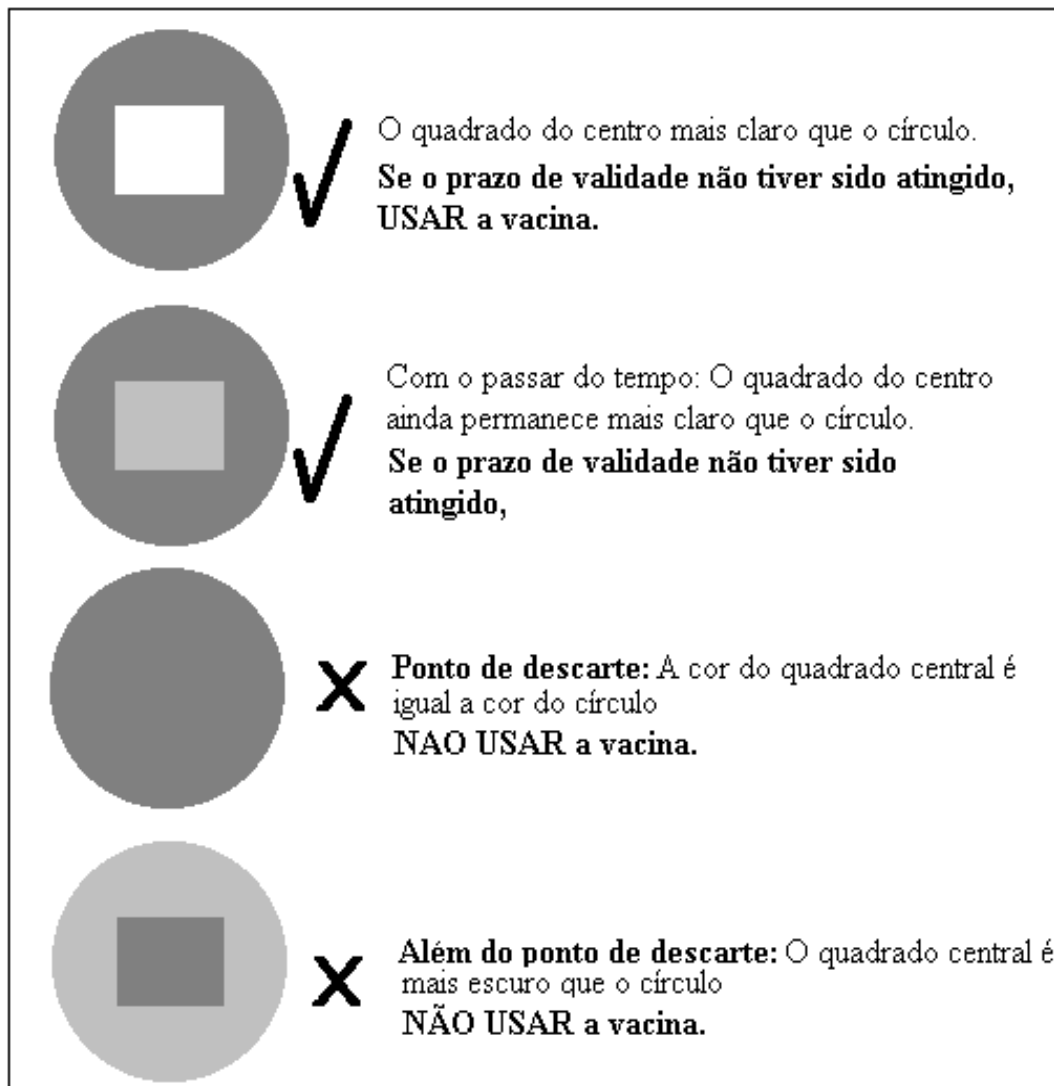 O quadrado do centro mais claro que o círculo.
Se o prazo de validade não tiver sido atingido,
USAR a vacina.
Com o passar do tempo: O quadrado do centro
ainda permanece mais claro que o círculo.
Se o prazo de validade não tiver sido
atingido,
Ponto de descarte: A cor do quadrado central é
igual a cor do círculo
NAO USAR a vacina.
Além do ponto de descarte: O quadrado central é
mais escuro que o círculo
NÃO USAR a vacina.